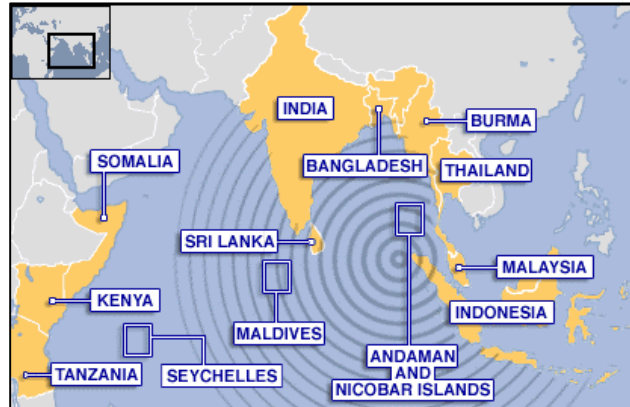 INDIA
BURMA
SOMALIA
BANGLADESH
THAILAND
SRI LANKA
MALAYSIA
KENYA
INDONESIA
MALDIVES
ANDAMAN
AND
NICOBAR ISLANDS
TANZANIA
SEYCHELLES